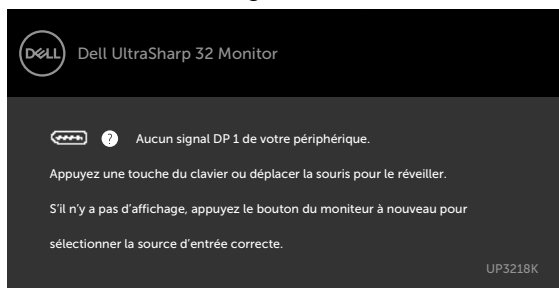 DELL Dell UltraSharp 32 Monitor
? Aucun signal DP 1 de votre périphérique.
Appuyez une touche du clavier ou déplacer la souris pour le réveiller.
S'il n'y a pas d'affichage, appuyez le bouton du moniteur à nouveau pour
sélectionner la source d'entrée correcte.
UP3218K